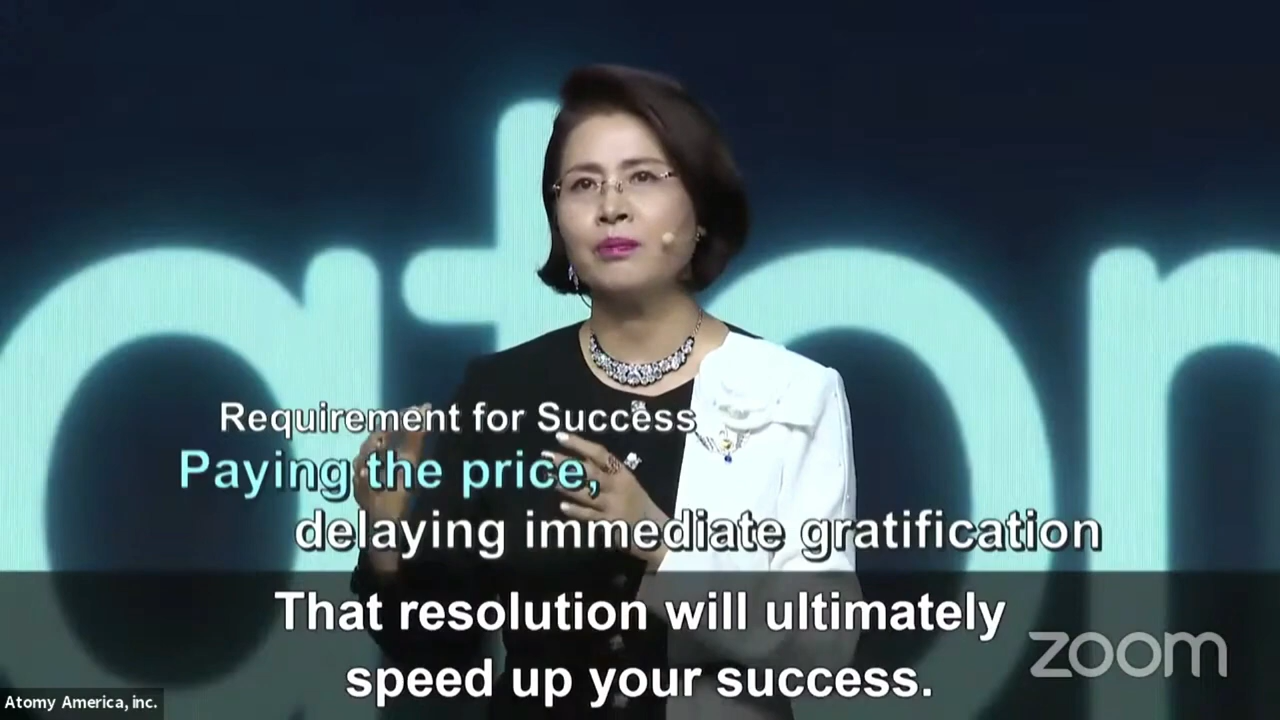 atom
Requirement for Success
Paying the price,
delaying immediate gratification
That resolution will ultimately
speed up your success.
zoom
Atomy America, inc.